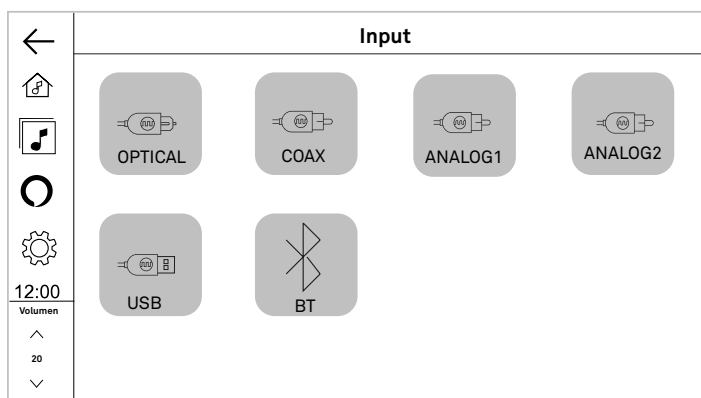 Input
OPTICAL
COAX
ANALOG1
ANALOG2
USB
BT
12:00
Volumen
20